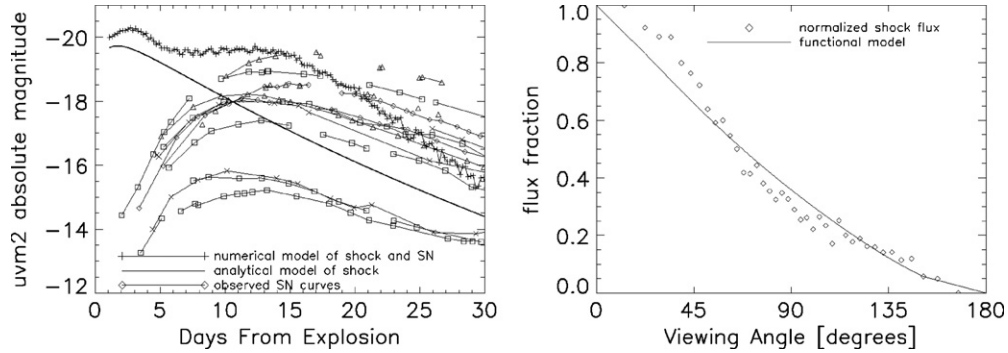 uvm2 absolute magnitude
-20
-18
-16
-14
-12
numerical model of shock and SN
analytical model of shock
observed SN curves
0 5 10 15 20 25 30
Days From Explosion
flux fraction
1.0
0.8
0.6
0.4
0.2
0.0
normalized shock flux
functional model
0 45 90 135 180
Viewing Angle [degrees]